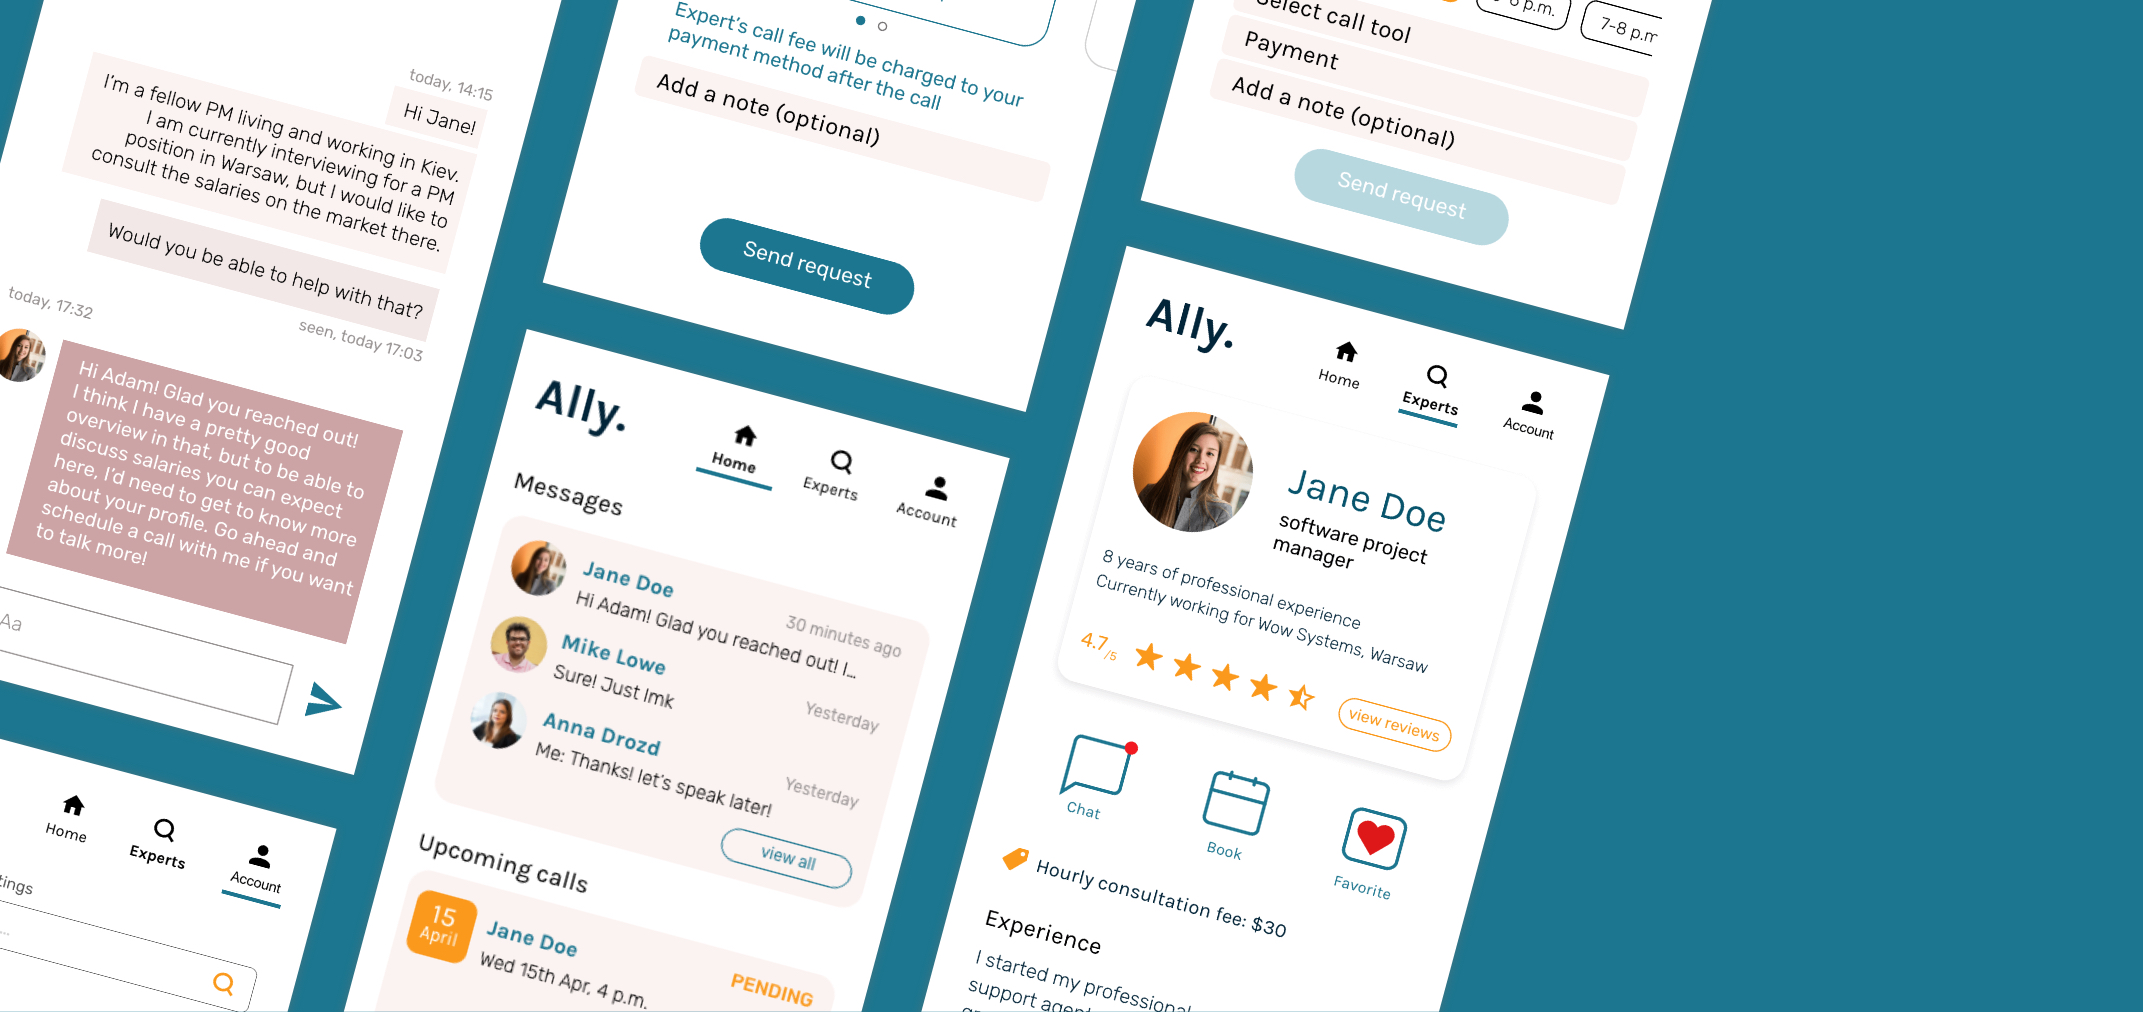 today, 14:15
Hi Jane!
I'm a fellow PM living and working in Kiev.
I am currently interviewing for a PM
position in Warsaw, but I would like to
consult the salaries on the market there.
Would you be able to help with that?
seen, today 17:03
today, 17:32
Hi Adam! Glad you reached out!
I think I have a pretty good
overview in that, but to be able to
discuss salaries you can expect
here, I'd need to get to know more
about your profile. Go ahead and
schedule a call with me if you want
to talk more!
Aa
Home
Experts
Account
Expert's call fee will be charged to your
payment method after the call
Add a note (optional)
Send request
Ally.
Home
Experts
Account
Messages
Jane Doe
30 minutes ago
Hi Adam! Glad you reached out! I...
Mike Lowe
Yesterday
Sure! Just lmk
Anna Drozd
Yesterday
Me: Thanks! let's speak later!
view all
Upcoming calls
15
April
Jane Doe
Wed 15th Apr, 4 p.m.
PENDING
p.m.
7-8 p.m
Select call tool
Payment
Add a note (optional)
Send request
Ally.
Home
Experts
Account
Jane Doe
software project
manager
8 years of professional experience
Currently working for Wow Systems, Warsaw
4.7/5
view reviews
Chat
Book
Favorite
Hourly consultation fee: $30
Experience
I started my professional
support agent